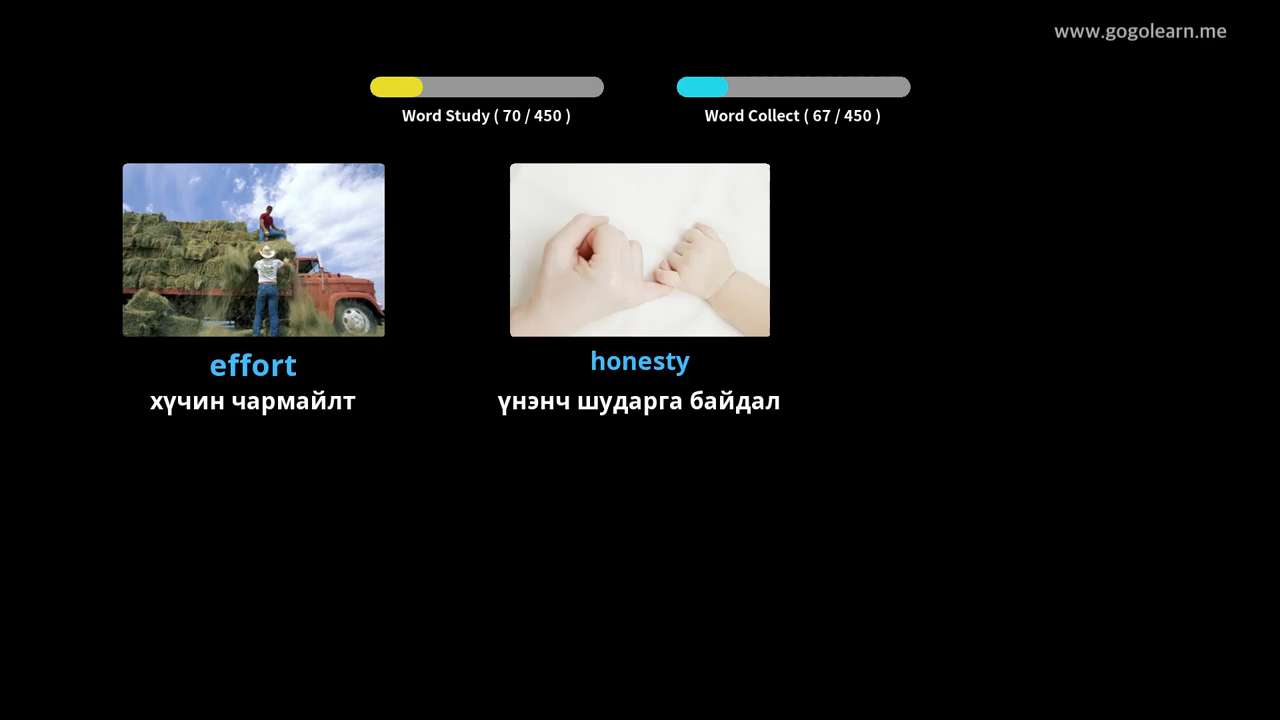 www.gogolearn.me
Word Study ( 70 / 450 )
Word Collect ( 67 / 450 )
effort
хүчин чармайлт
honesty
үнэнч шударга байдал